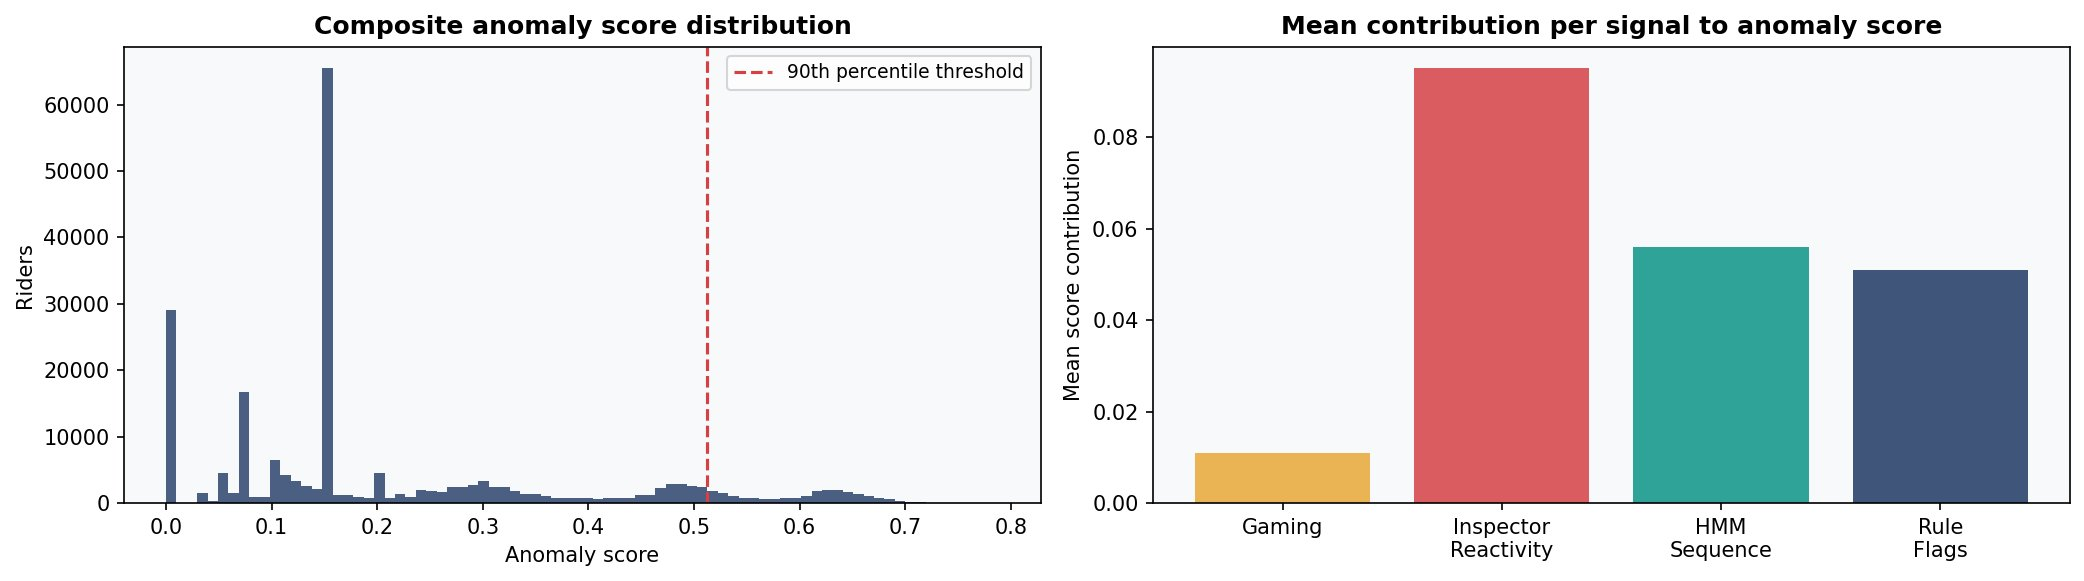 Composite anomaly score distribution
90th percentile threshold
Riders
60000
50000
40000
30000
20000
10000
0
0.0
0.1
0.2
0.3
0.4
0.5
0.6
0.7
0.8
Anomaly score
Mean contribution per signal to anomaly score
Mean score contribution
0.08
0.06
0.04
0.02
0.00
Gaming
Inspector
Reactivity
HMM
Sequence
Rule
Flags